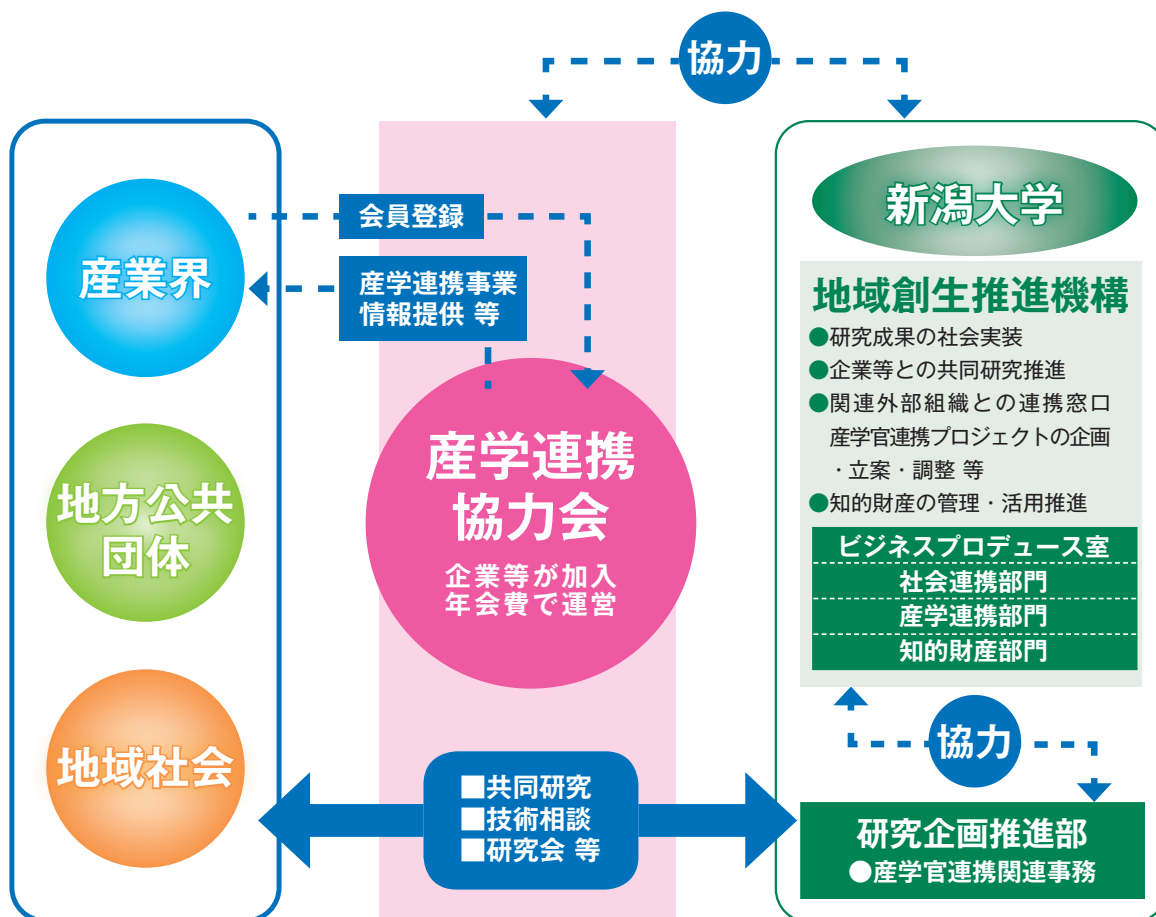 協力
産業界
地方公共
団体
地域社会
会員登録
産学連携事業
情報提供 等
産学連携
協力会
企業等が加入
年会費で運営
■共同研究
■技術相談
■研究会 等
新潟大学
地域創生推進機構
●研究成果の社会実装
●企業等との共同研究推進
●関連外部組織との連携窓口
産学官連携プロジェクトの企画
・立案・調整 等
●知的財産の管理・活用推進
ビジネスプロデュース室
社会連携部門
産学連携部門
知的財産部門
協力
研究企画推進部
●産学官連携関連事務